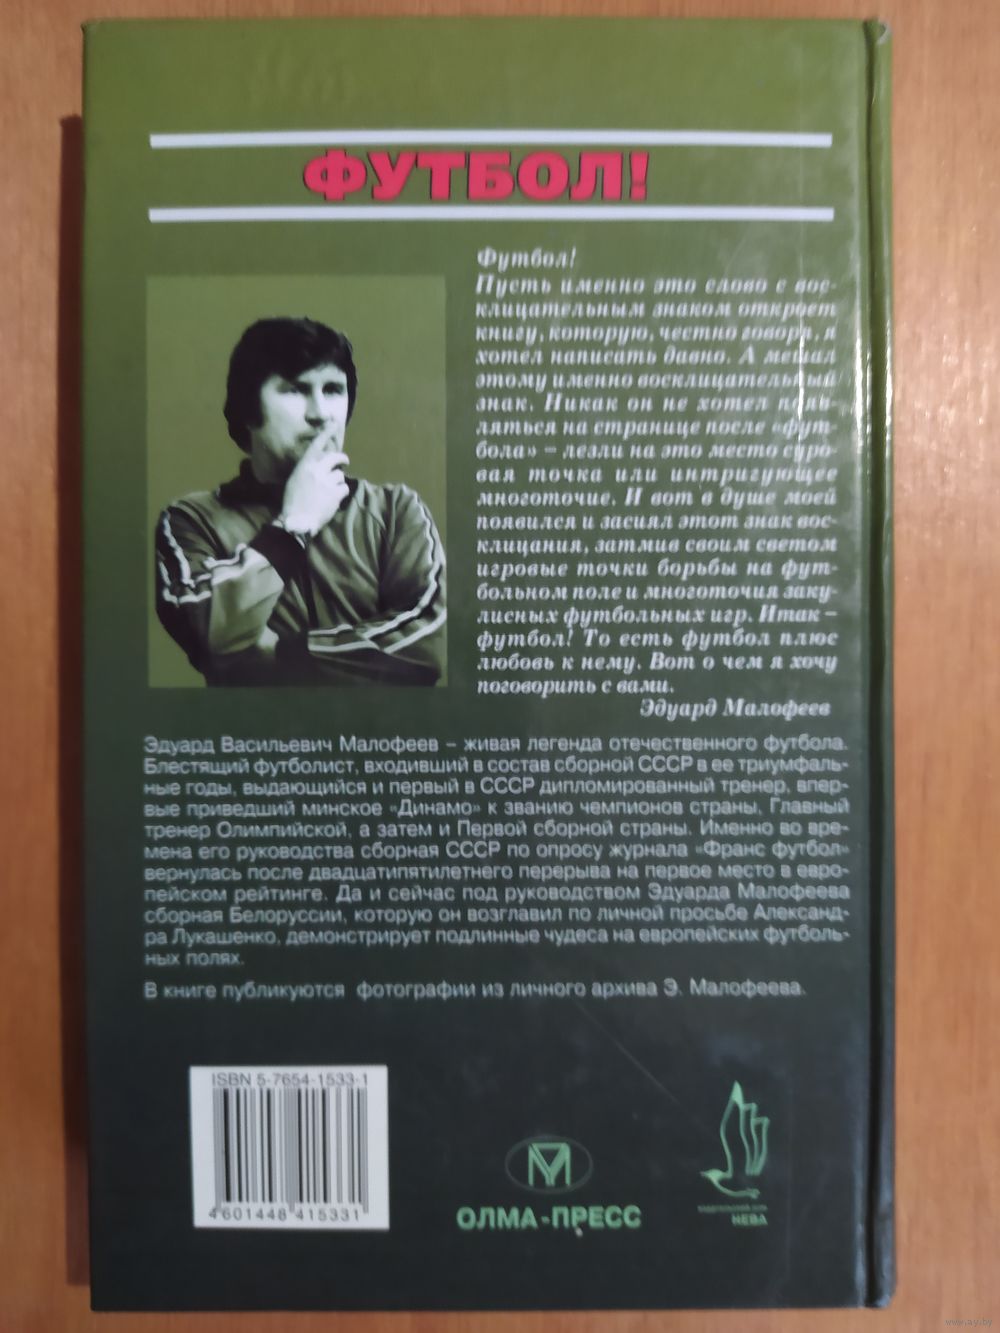 ФУТБОЛ!
Футбол!
Пусть именно это слово с вос-
клицательным знаком откроет
книгу, которую, честно говоря, я
хотел написать давно. А мешал
этому именно восклицательный
знак. Никак он не хотел появ-
ляться на странице после «фут-
бола» – лезли на это место суро-
вая точка или интригующее
многоточие. И вот в душе моей
появился и засиял этот знак вос-
клицания, затмив своим светом
игровые точки борьбы на фут-
больном поле и многоточия заку-
лисных футбольных игр. Итак –
футбол! То есть футбол плюс
любовь к нему. Вот о чем я хочу
поговорить с вами.
Эдуард Малофеев
Эдуард Васильевич Малофеев – живая легенда отечественного футбола.
Блестящий футболист, входивший в состав сборной СССР в ее триумфаль-
ные годы, выдающийся и первый в СССР дипломированный тренер, впер-
вые приведший минское «Динамо» к званию чемпионов страны, Главный
тренер Олимпийской, а затем и Первой сборной страны. Именно во вре-
мена его руководства сборная СССР по опросу журнала «Франс футбол»
вернулась после двадцатипятилетнего перерыва на первое место в евро-
пейском рейтинге. Да и сейчас под руководством Эдуарда Малофеева
сборная Белоруссии, которую он возглавил по личной просьбе Александ-
ра Лукашенко, демонстрирует подлинные чудеса на европейских футболь-
ных полях.
В книге публикуются фотографии из личного архива Э. Малофеева.
ISBN 5-7654-1533-1
4 601448 415331
ОЛМА-ПРЕСС
ИЗДАТЕЛЬСКИЙ ДОМ
НЕВА
www.ay.by